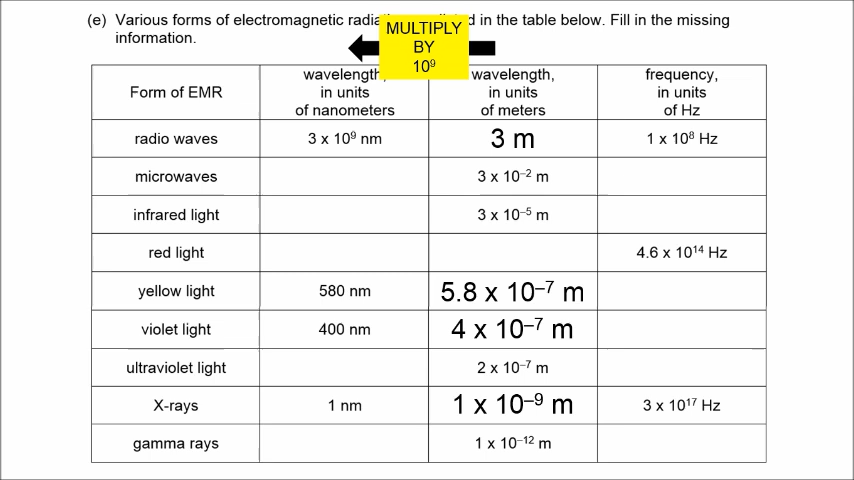 (e) Various forms of electromagnetic in the table below. Fill in the missing
information.
MULTIPLY
BY
10⁹
Form of EMR
wavelength,
in units
of nanometers
wavelength,
in units
of meters
frequency,
in units
of Hz
radio waves 3 x 10⁹ nm 3 m 1 x 10⁸ Hz
microwaves 3 x 10⁻² m
infrared light 3 x 10⁻⁵ m
red light 4.6 x 10¹⁴ Hz
yellow light 580 nm 5.8 x 10⁻⁷ m
violet light 400 nm 4 x 10⁻⁷ m
ultraviolet light 2 x 10⁻⁷ m
X-rays 1 nm 1 x 10⁻⁹ m 3 x 10¹⁷ Hz
gamma rays 1 x 10⁻¹² m